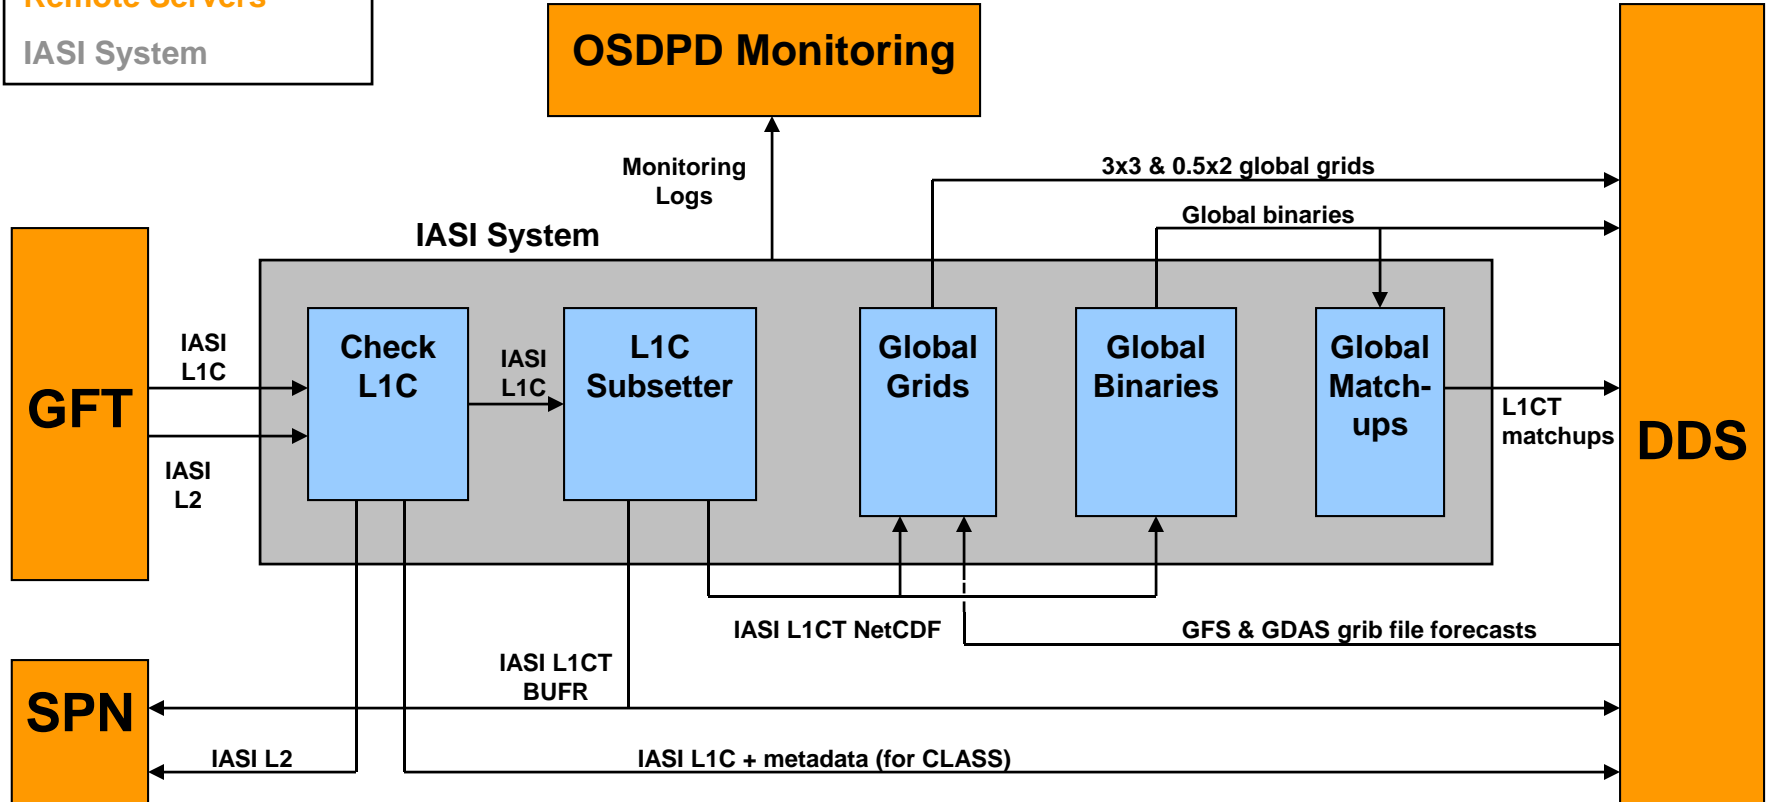 Remote Servers
IASI System
OSDPD Monitoring
Monitoring
Logs
3x3 & 0.5x2 global grids
Global binaries
IASI System
GFT
IASI
L1C
IASI
L2
Check
L1C
IASI
L1C
L1C
Subsetter
Global
Grids
Global
Binaries
Global
Match-
ups
L1CT
matchups
DDS
IASI L1CT NetCDF
GFS & GDAS grib file forecasts
IASI L1CT
BUFR
SPN
IASI L2
IASI L1C + metadata (for CLASS)